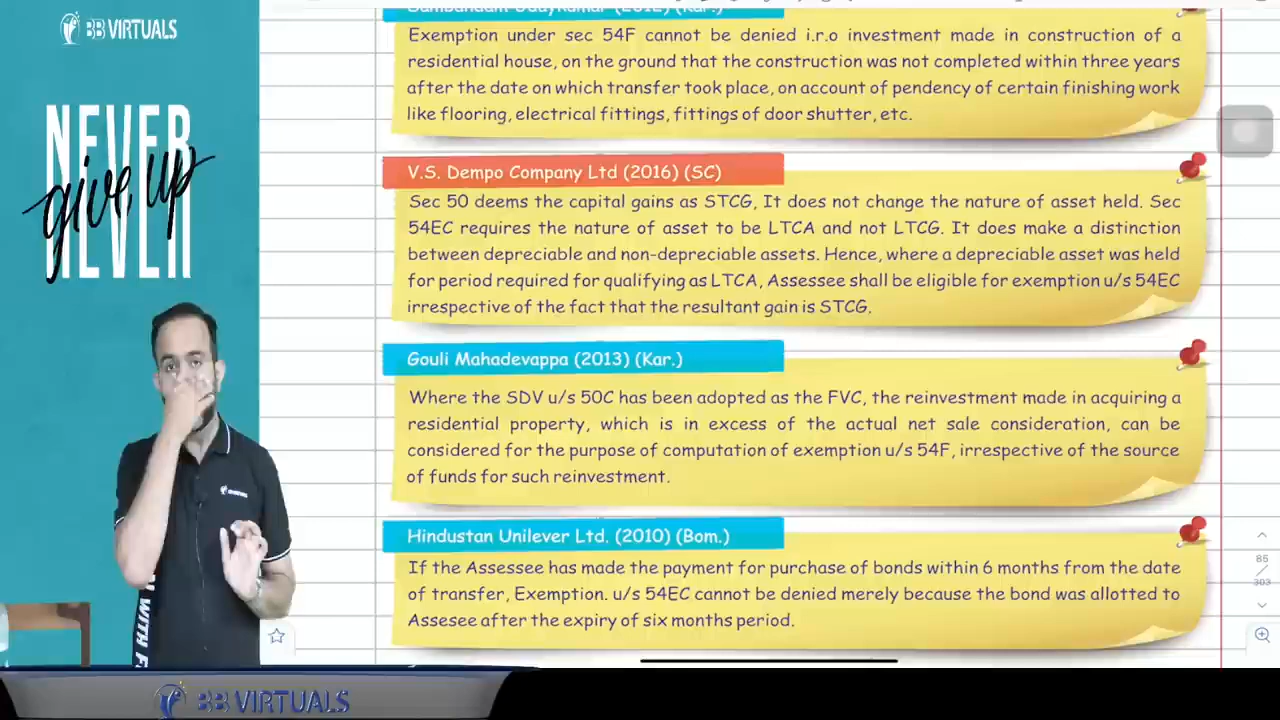 BB VIRTUALS
NEVER
give up
NEVER
Sambandam Udaykumar (2012) (Kar.)
Exemption under sec 54F cannot be denied i.r.o investment made in construction of a
residential house, on the ground that the construction was not completed within three years
after the date on which transfer took place, on account of pendency of certain finishing work
like flooring, electrical fittings, fittings of door shutter, etc.
V.S. Dempo Company Ltd (2016) (SC)
Sec 50 deems the capital gains as STCG, It does not change the nature of asset held. Sec
54EC requires the nature of asset to be LTCA and not LTCG. It does make a distinction
between depreciable and non-depreciable assets. Hence, where a depreciable asset was held
for period required for qualifying as LTCA, Assessee shall be eligible for exemption u/s 54EC
irrespective of the fact that the resultant gain is STCG.
Gouli Mahadevappa (2013) (Kar.)
Where the SDV u/s 50C has been adopted as the FVC, the reinvestment made in acquiring a
residential property, which is in excess of the actual net sale consideration, can be
considered for the purpose of computation of exemption u/s 54F, irrespective of the source
of funds for such reinvestment.
Hindustan Unilever Ltd. (2010) (Bom.)
If the Assessee has made the payment for purchase of bonds within 6 months from the date
of transfer, Exemption. u/s 54EC cannot be denied merely because the bond was allotted to
Assesee after the expiry of six months period.
85
303
WITH
BB VIRTUALS